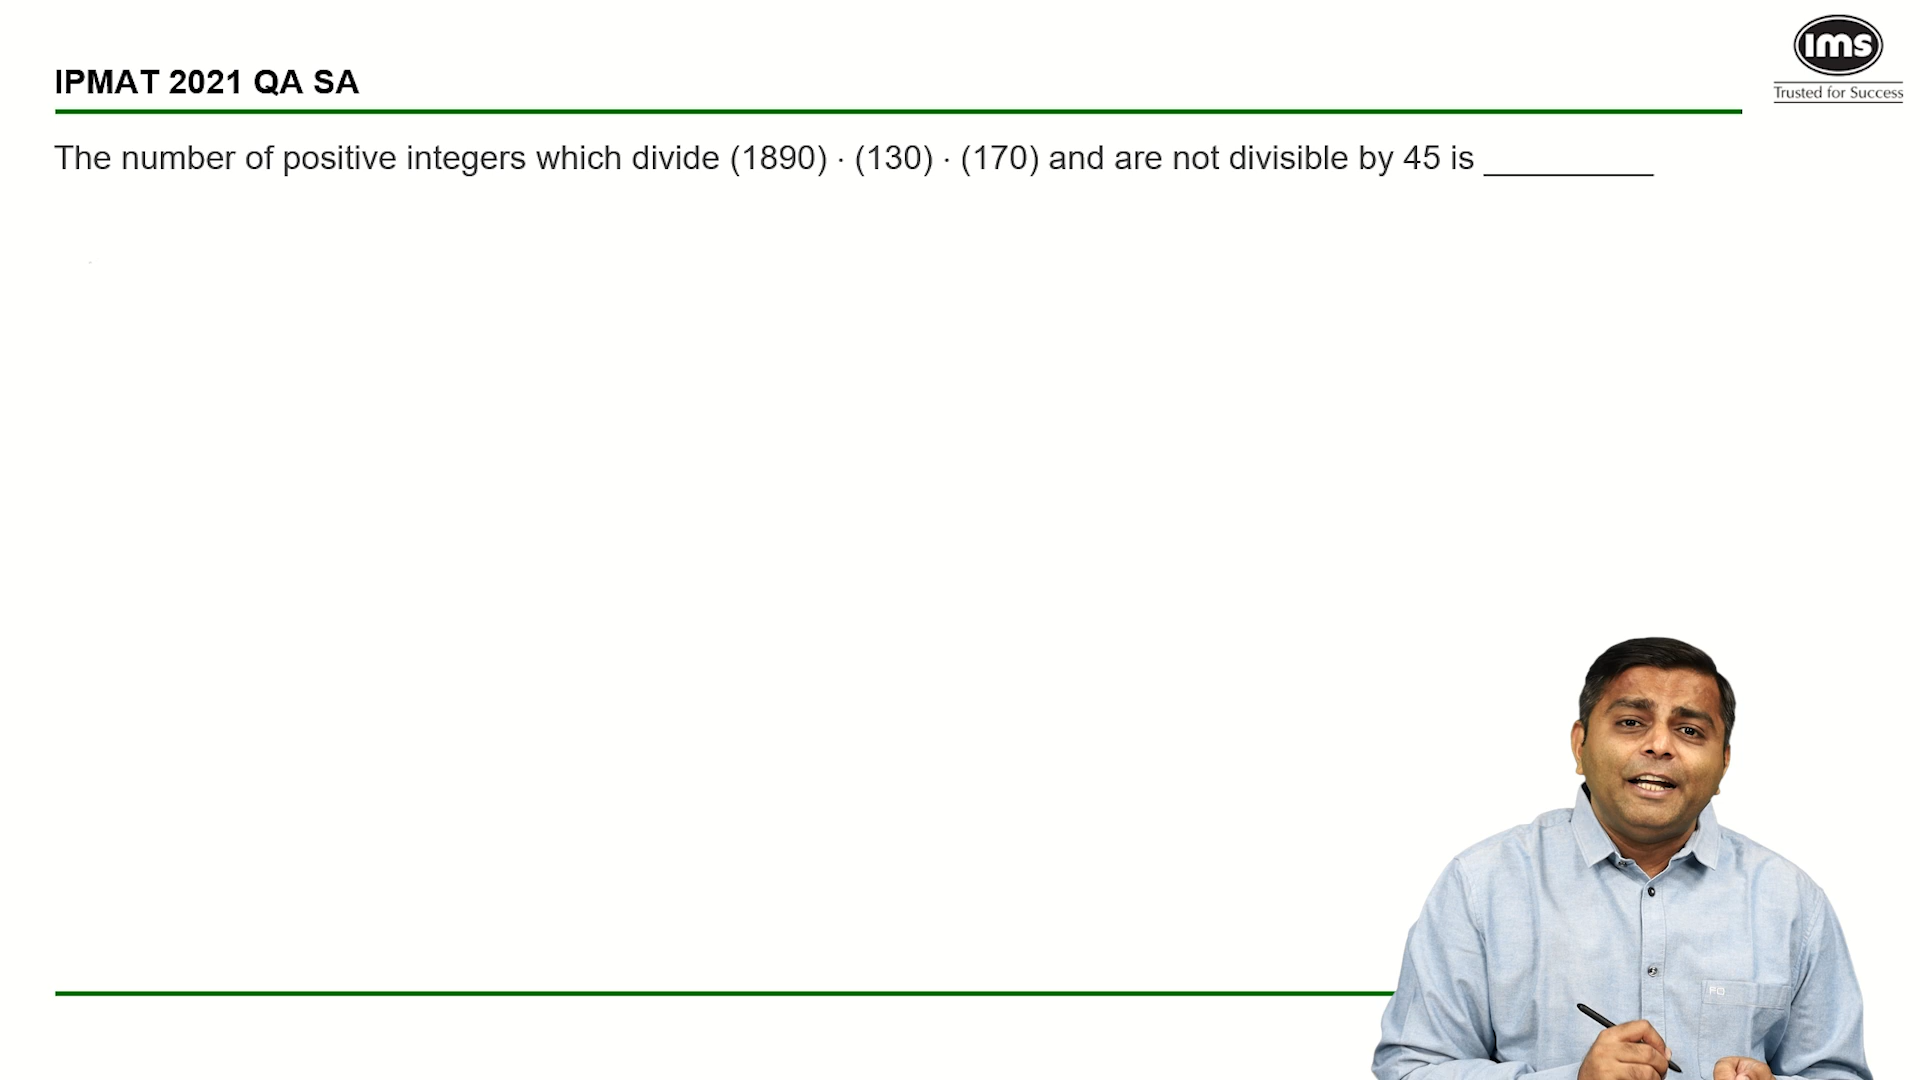 ims
Trusted for Success
IPMAT 2021 QA SA
The number of positive integers which divide (1890) · (130) · (170) and are not divisible by 45 is __________